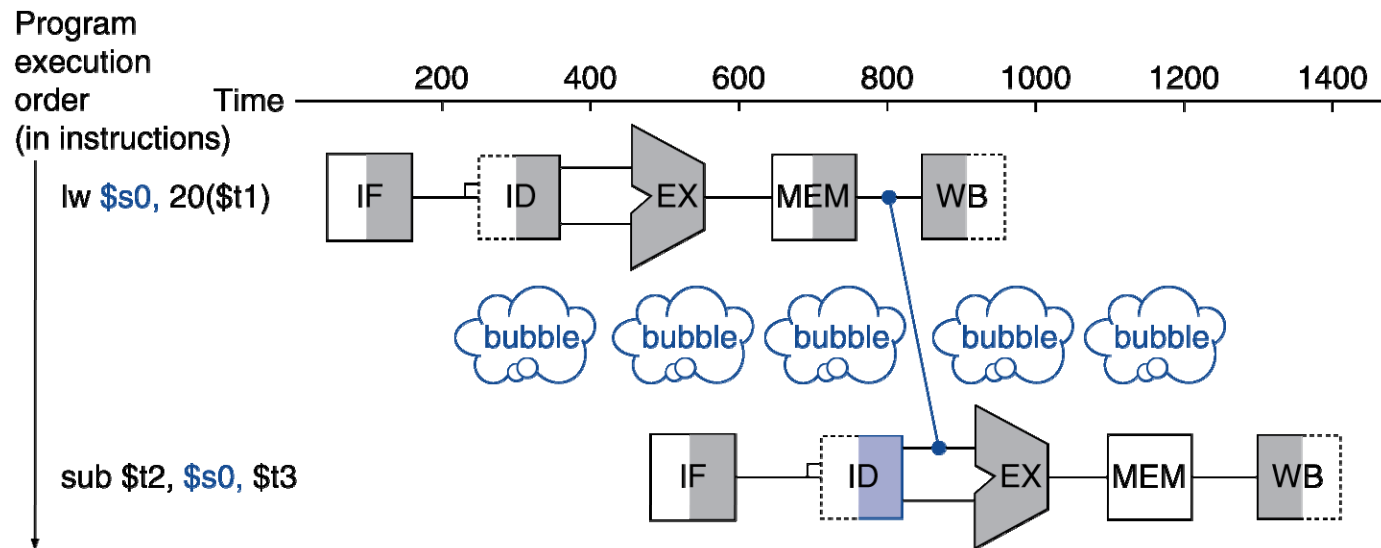 Program
execution
order
(in instructions)
Time
200 400 600 800 1000 1200 1400
lw $s0, 20($t1)
IF ID EX MEM WB
bubble bubble bubble bubble bubble
sub $t2, $s0, $t3
IF ID EX MEM WB